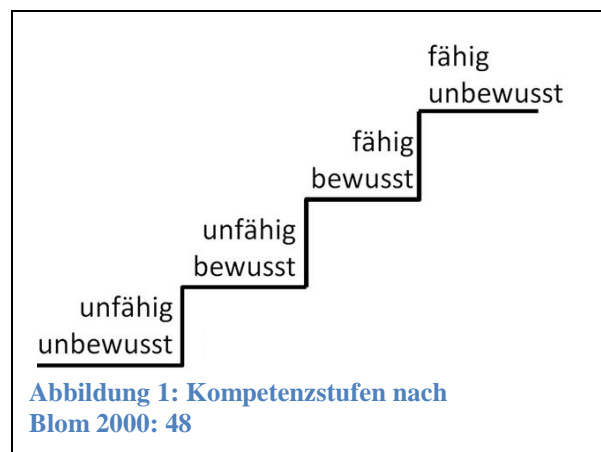 fähig
unbewusst
fähig
bewusst
unfähig
bewusst
unfähig
unbewusst
Abbildung 1: Kompetenzstufen nach
Blom 2000: 48